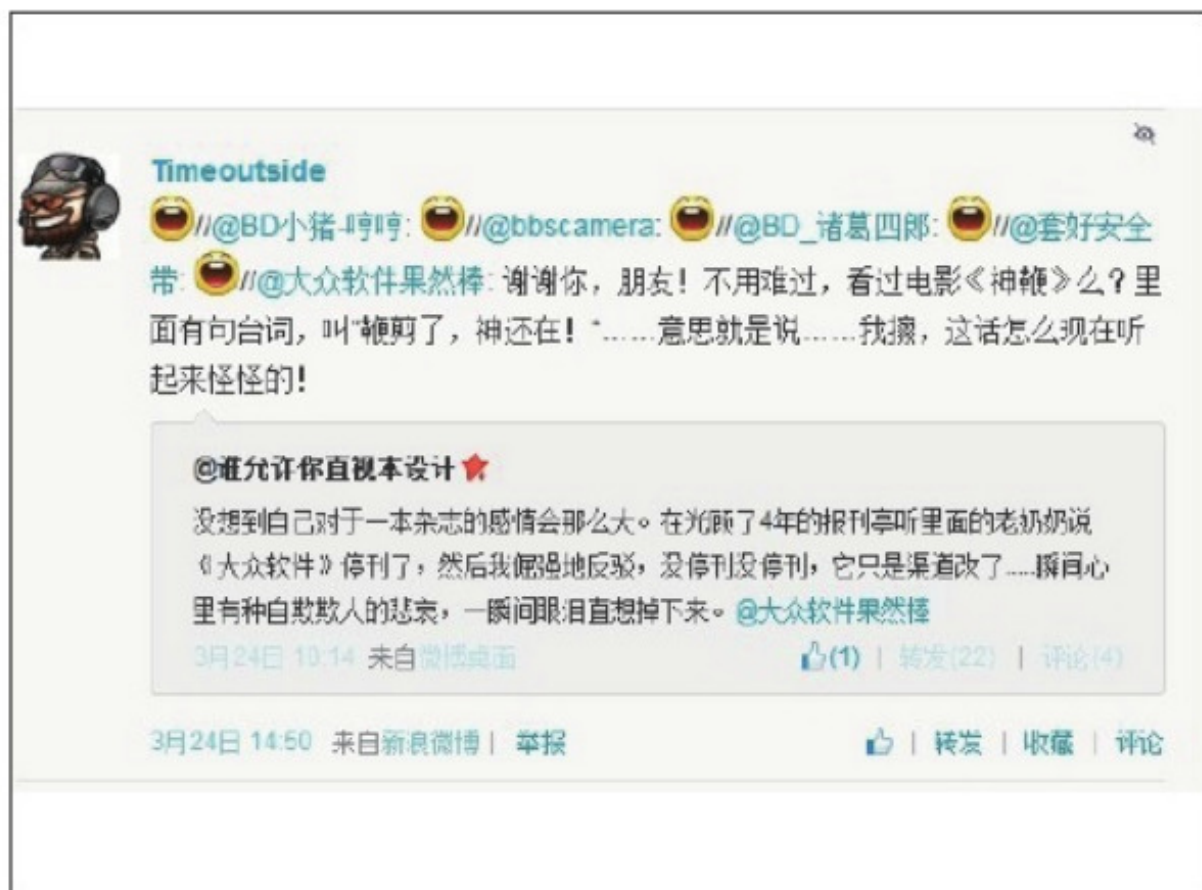 Timeoutside
//@BD小猪-哼哼: //@bbscamera: //@BD_诸葛四郎: //@套好安全
带: //@大众软件果然棒: 谢谢你，朋友！不用难过，看过电影《神鞭》么？里
面有句台词，叫“鞭剪了，神还在！”……意思就是说……我擦，这话怎么现在听
起来怪怪的！
@谁允许你直视本设计
没想到自己对于一本杂志的感情会那么大。在光顾了4年的报刊亭听里面的老奶奶说
《大众软件》停刊了，然后我倔强地反驳，没停刊没停刊，它只是渠道改了......瞬间心
里有种自欺欺人的悲哀，一瞬间眼泪直想掉下来。@大众软件果然棒
3月24日 10:14 来自微博桌面 (1) | 转发(22) | 评论(4)
3月24日 14:50 来自新浪微博 | 举报 | 转发 | 收藏 | 评论